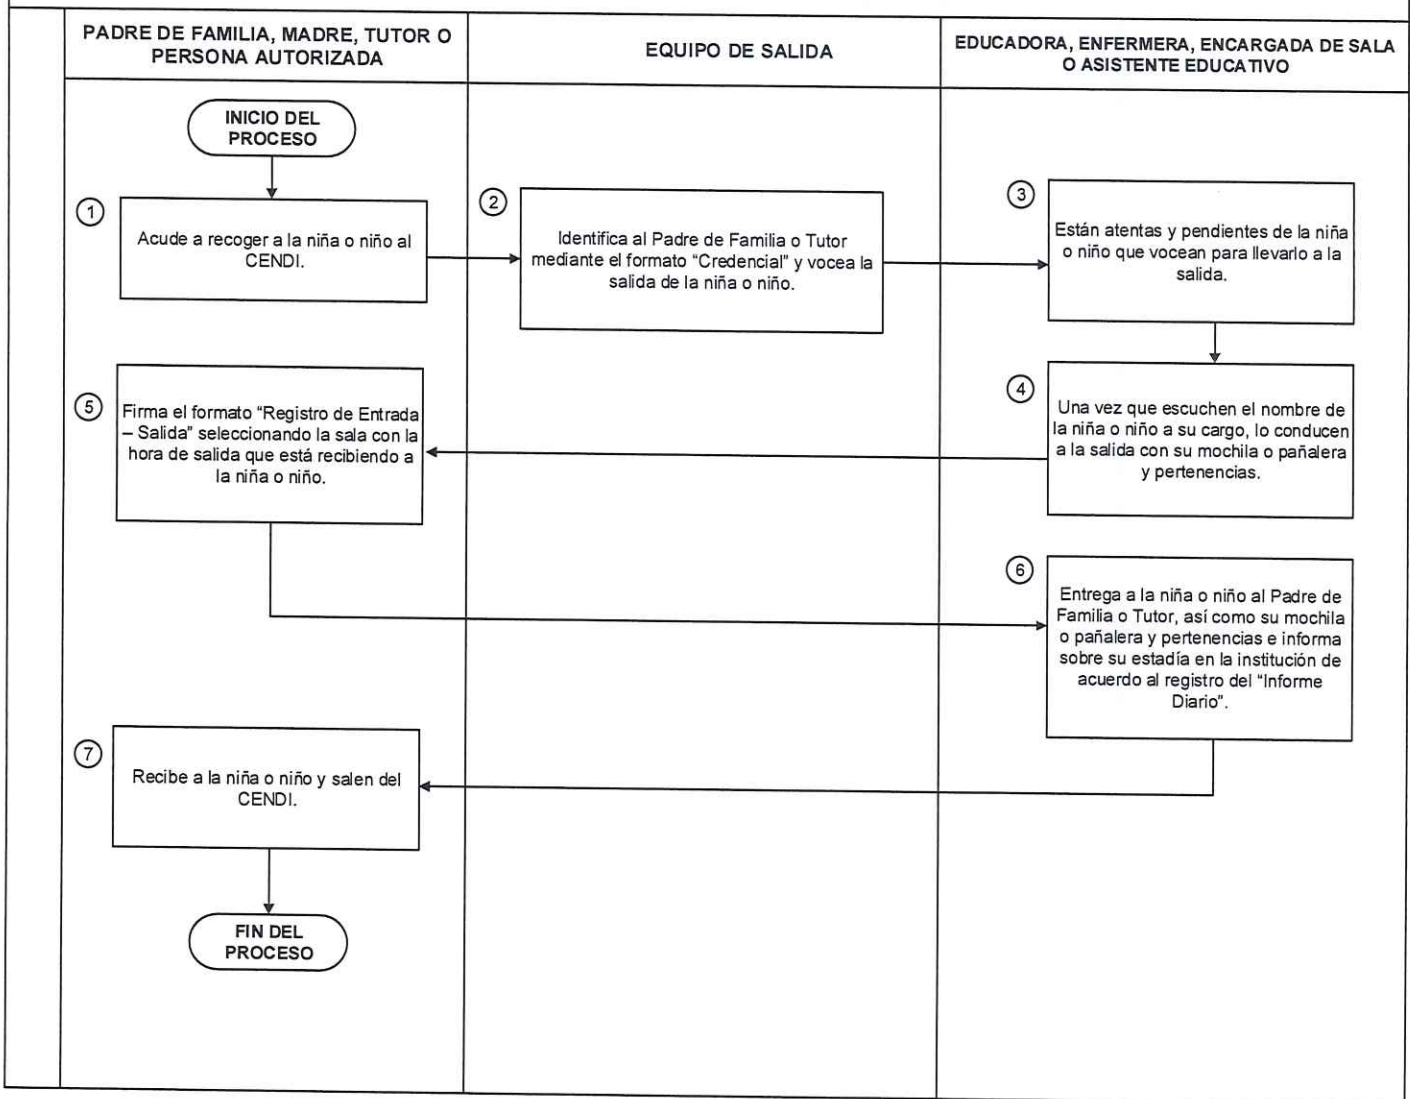 PADRE DE FAMILIA, MADRE, TUTOR O
PERSONA AUTORIZADA
EQUIPO DE SALIDA
EDUCADORA, ENFERMERA, ENCARGADA DE SALA
O ASISTENTE EDUCATIVO
INICIO DEL
PROCESO
1
Acude a recoger a la niña o niño al
CENDI.
2
Identifica al Padre de Familia o Tutor
mediante el formato “Credencial” y vocea la
salida de la niña o niño.
3
Están atentas y pendientes de la niña
o niño que vocean para llevarlo a la
salida.
4
Una vez que escuchen el nombre de
la niña o niño a su cargo, lo conducen
a la salida con su mochila o pañalera
y pertenencias.
5
Firma el formato “Registro de Entrada
– Salida” seleccionando la sala con la
hora de salida que está recibiendo a
la niña o niño.
6
Entrega a la niña o niño al Padre de
Familia o Tutor, así como su mochila
o pañalera y pertenencias e informa
sobre su estadía en la institución de
acuerdo al registro del “Informe
Diario”.
7
Recibe a la niña o niño y salen del
CENDI.
FIN DEL
PROCESO